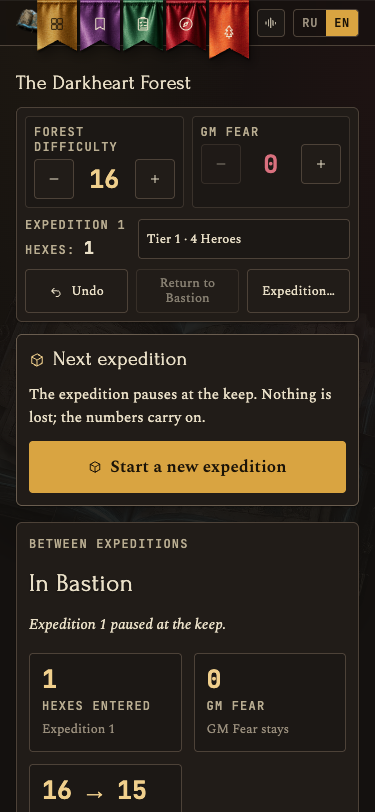 RU EN
The Darkheart Forest
FOREST
DIFFICULTY
− 16 +
GM FEAR
− 0 +
EXPEDITION 1
HEXES: 1
Tier 1 · 4 Heroes
Undo
Return to
Bastion
Expedition…
Next expedition
The expedition pauses at the keep. Nothing is
lost; the numbers carry on.
Start a new expedition
BETWEEN EXPEDITIONS
In Bastion
Expedition 1 paused at the keep.
1
HEXES ENTERED
Expedition 1
0
GM FEAR
GM Fear stays
16 → 15